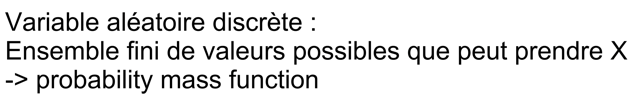 Variable aléatoire discrète :
Ensemble fini de valeurs possibles que peut prendre X
-> probability mass function